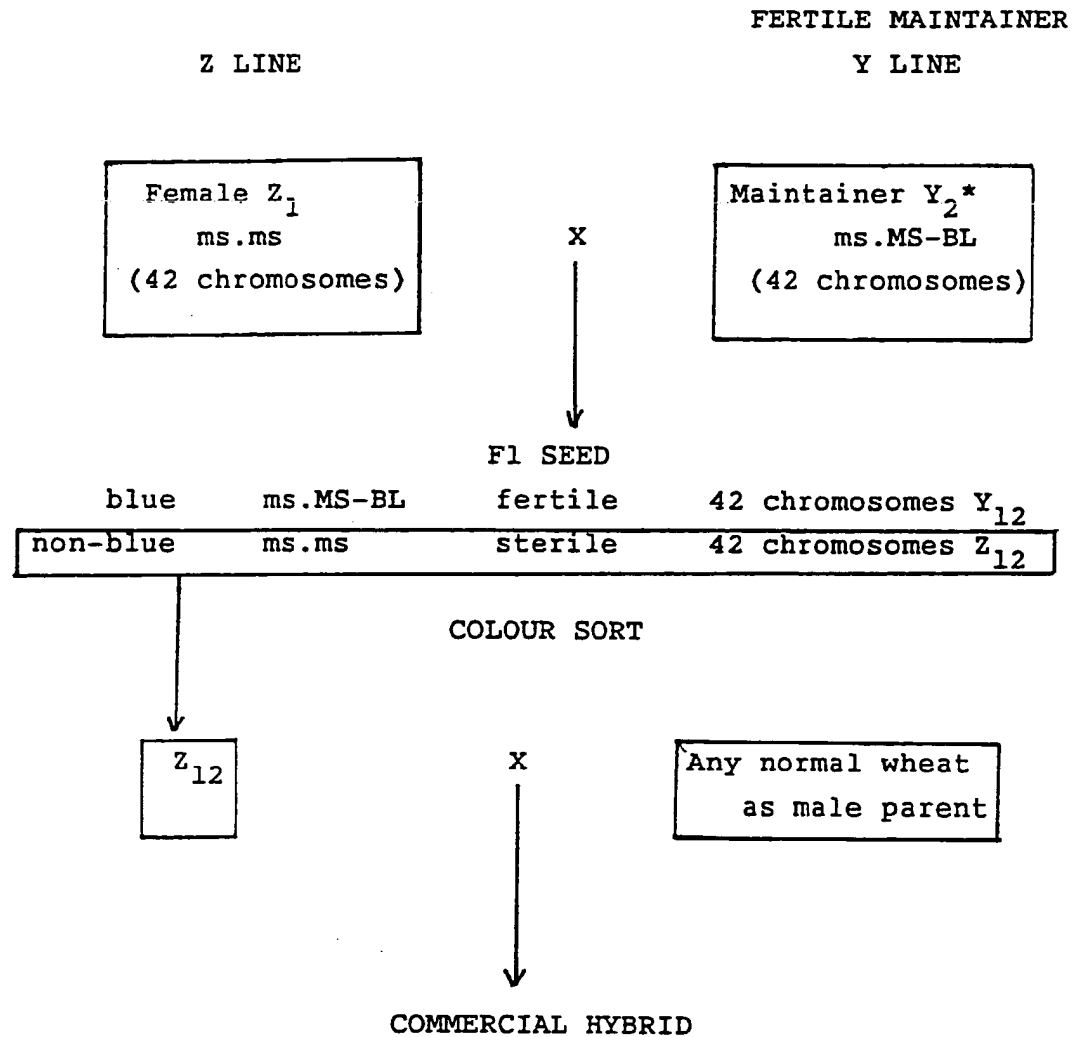 FERTILE MAINTAINER
Z LINE Y LINE
Female Z1 Maintainer Y2*
ms.ms X ms.MS-BL
(42 chromosomes) (42 chromosomes)
F1 SEED
blue ms.MS-BL fertile 42 chromosomes Y12
non-blue ms.ms sterile 42 chromosomes Z12
COLOUR SORT
Z12 X Any normal wheat
as male parent
COMMERCIAL HYBRID